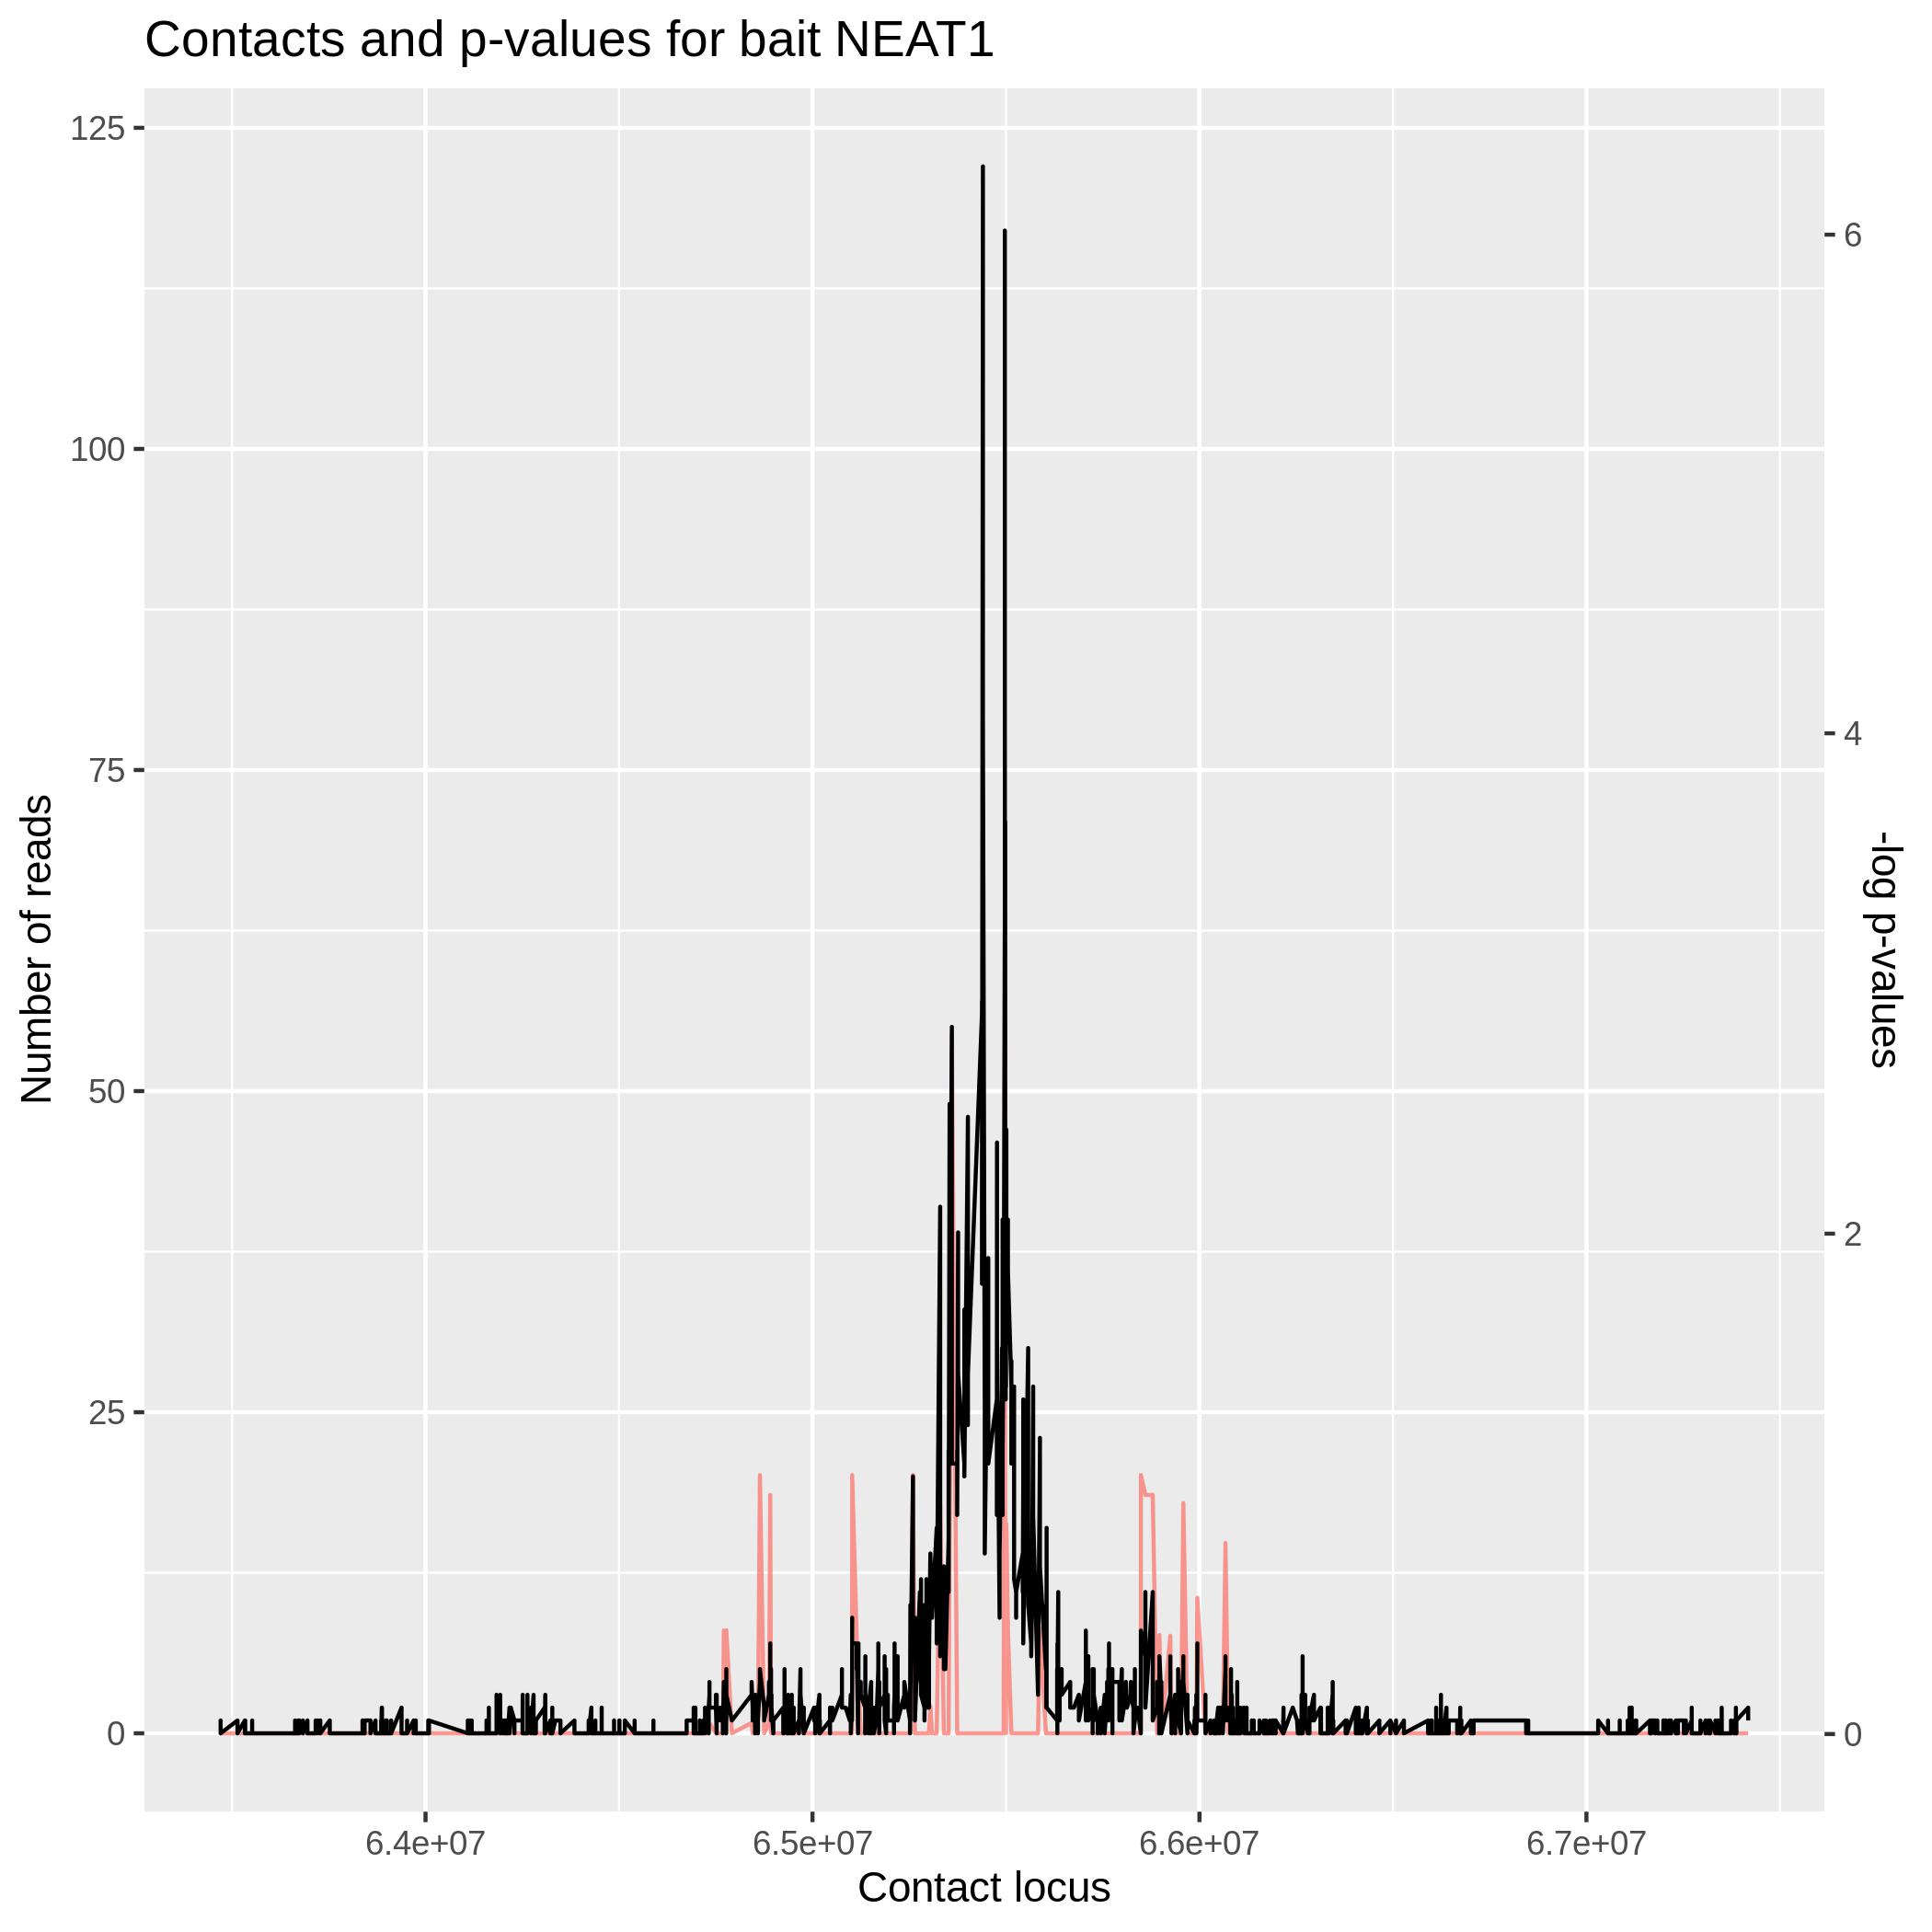 Contacts and p-values for bait NEAT1
125
100
75
50
25
0
Number of reads
6
4
2
0
-log p-values
6.4e+07 6.5e+07 6.6e+07 6.7e+07
Contact locus